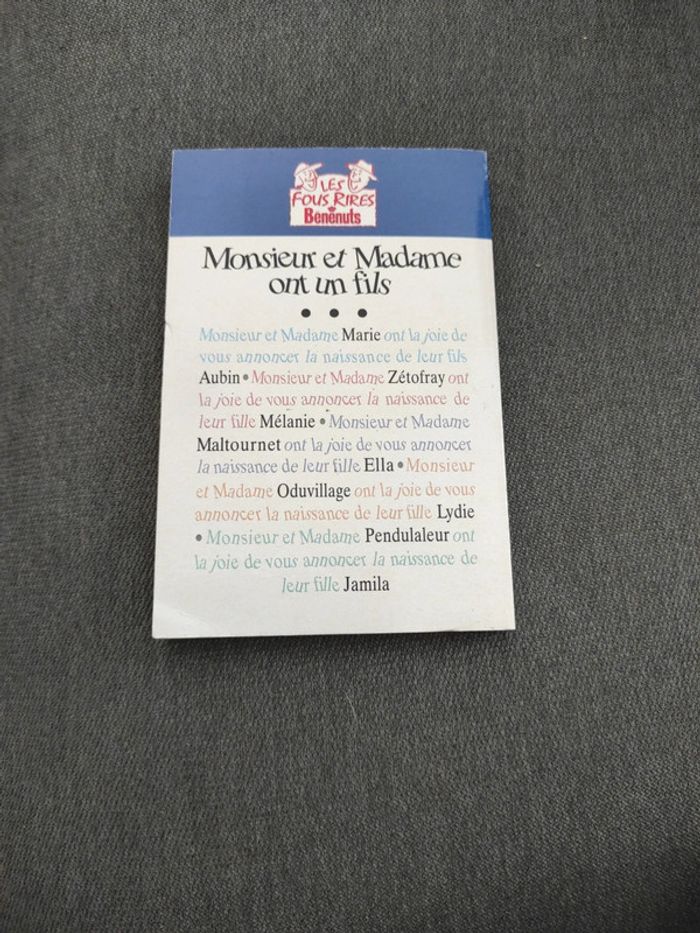 LES
FOUS RIRES
Bénénuts
Monsieur et Madame
ont un fils
• • •
Monsieur et Madame Marie ont la joie de
vous annoncer la naissance de leur fils
Aubin • Monsieur et Madame Zétofray ont
la joie de vous annoncer la naissance de
leur fille Mélanie • Monsieur et Madame
Maltournet ont la joie de vous annoncer
la naissance de leur fille Ella • Monsieur
et Madame Oduvillage ont la joie de vous
annoncer la naissance de leur fille Lydie
• Monsieur et Madame Pendulaleur ont
la joie de vous annoncer la naissance de
leur fille Jamila